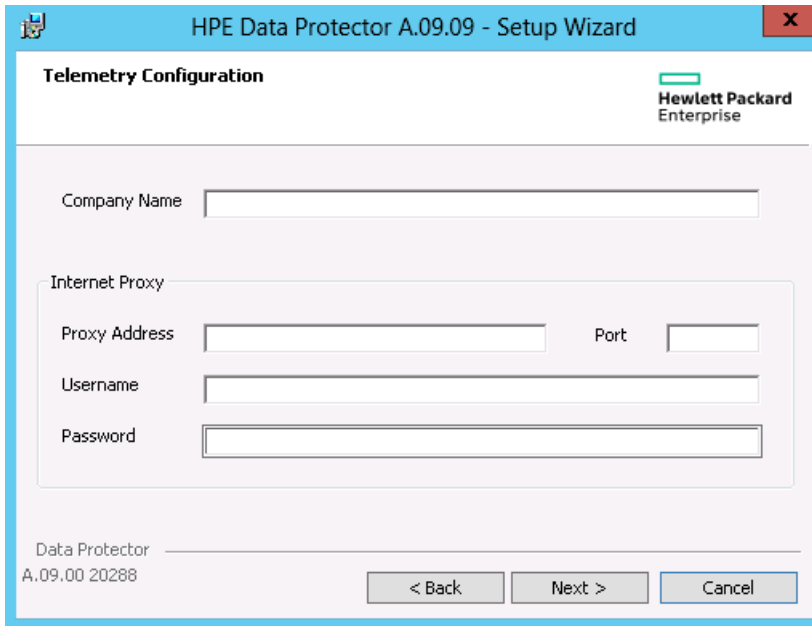 HPE Data Protector A.09.09 - Setup Wizard
x
Telemetry Configuration
Hewlett Packard
Enterprise
Company Name
Internet Proxy
Proxy Address Port
Username
Password
Data Protector
A.09.00 20288
< Back Next > Cancel